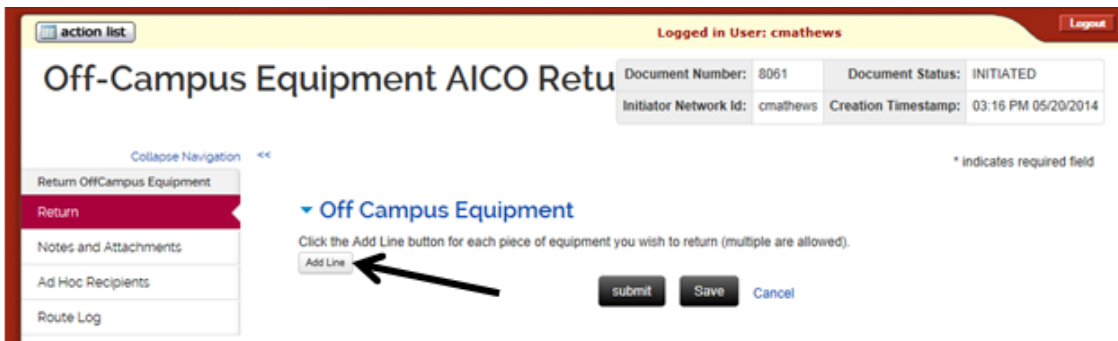 action list
Logged in User: cmathews
Logout
Off-Campus Equipment AICO Retu
Document Number: 8061 Document Status: INITIATED
Initiator Network Id: cmathews Creation Timestamp: 03:16 PM 05/20/2014
Collapse Navigation <<
* indicates required field
Return OffCampus Equipment
Return
Notes and Attachments
Ad Hoc Recipients
Route Log
Off Campus Equipment
Click the Add Line button for each piece of equipment you wish to return (multiple are allowed).
Add Line
submit Save Cancel